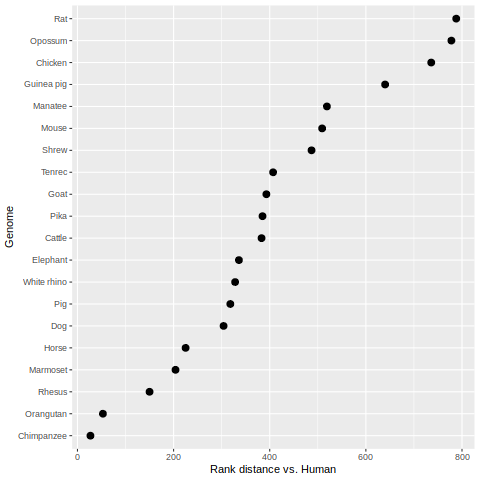 Rat
Opossum
Chicken
Guinea pig
Manatee
Mouse
Shrew
Tenrec
Goat
Pika
Cattle
Elephant
White rhino
Pig
Dog
Horse
Marmoset
Rhesus
Orangutan
Chimpanzee
Genome
0 200 400 600 800
Rank distance vs. Human